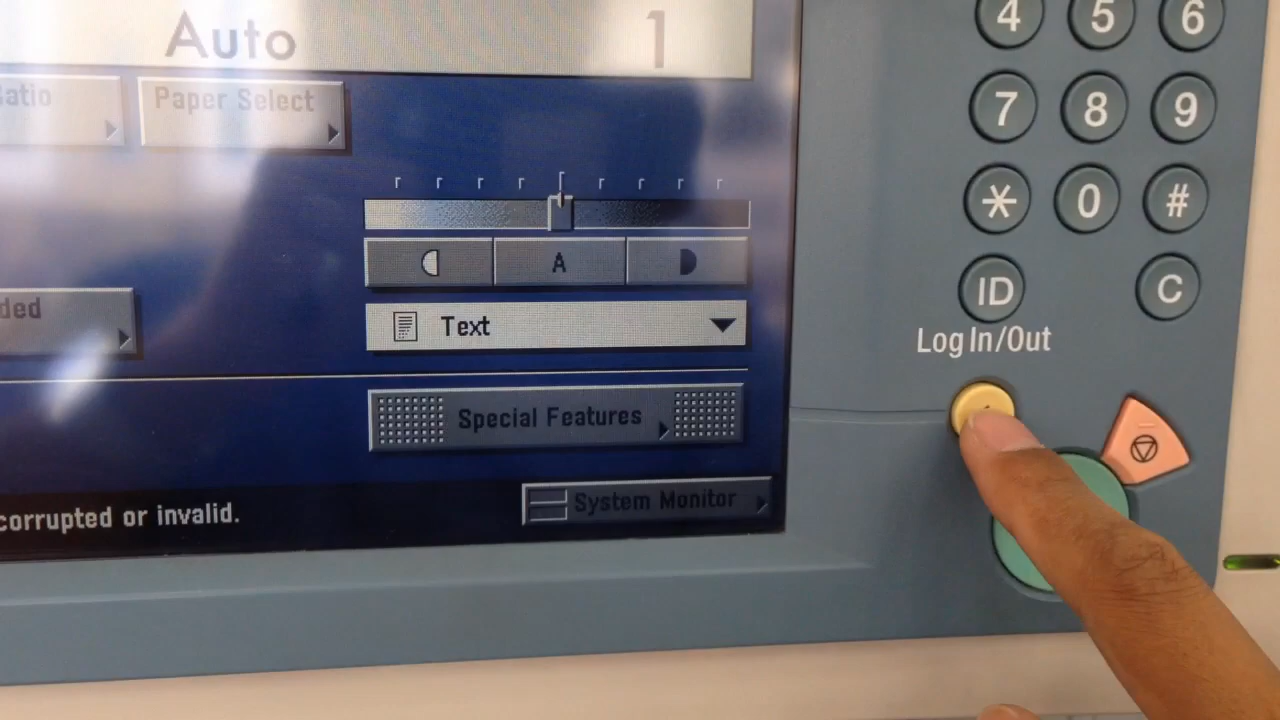 Auto 1
Paper Select
A
Text
Special Features
System Monitor
corrupted or invalid.
4 5 6
7 8 9
* 0 #
ID C
Log In/Out